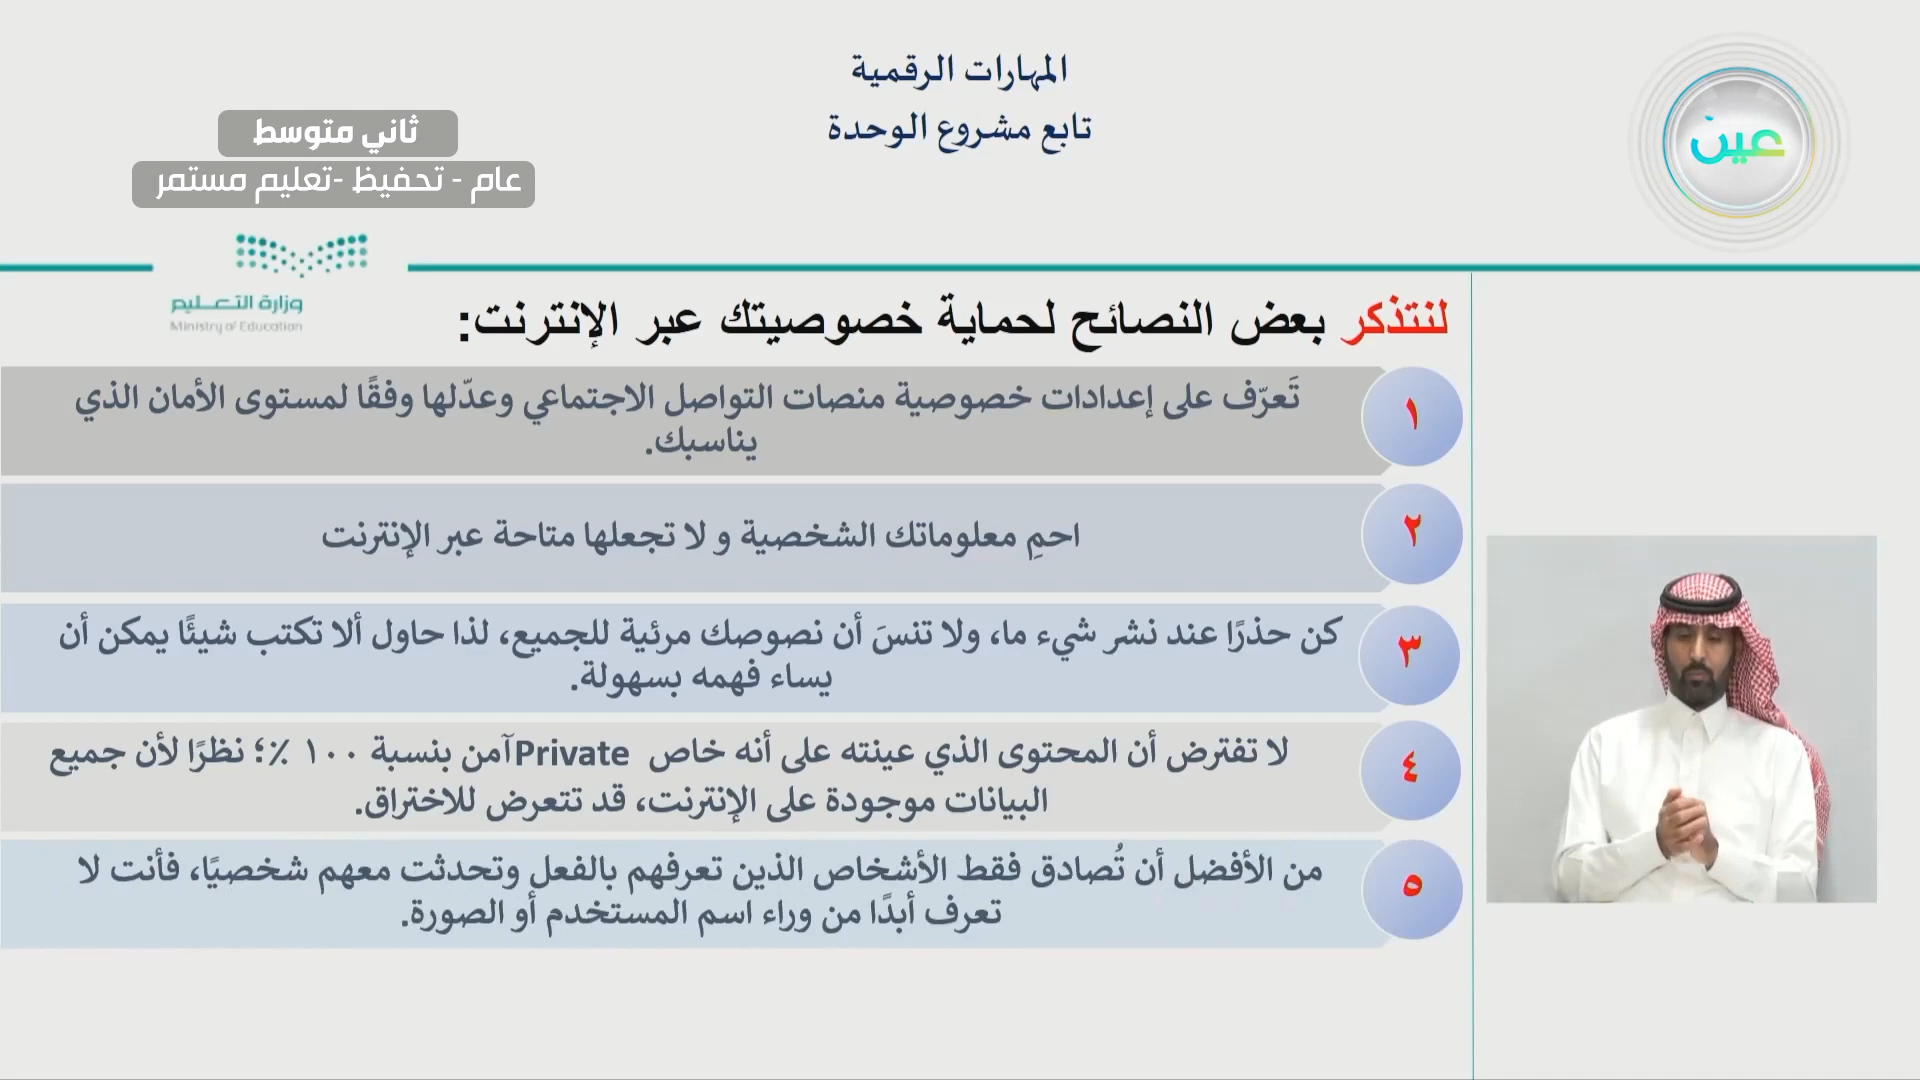 المهارات الرقمية
تابع مشروع الوحدة
عين
ثاني متوسط
عام - تحفيظ -تعليم مستمر
وزارة التعليم
Ministry of Education
لنتذكر بعض النصائح لحماية خصوصيتك عبر الإنترنت:
١
تَعرّف على إعدادات خصوصية منصات التواصل الاجتماعي وعدّلها وفقًا لمستوى الأمان الذي
يناسبك.
٢
احمِ معلوماتك الشخصية و لا تجعلها متاحة عبر الإنترنت
٣
كن حذرًا عند نشر شيء ما، ولا تنسَ أن نصوصك مرئية للجميع، لذا حاول ألا تكتب شيئًا يمكن أن
يساء فهمه بسهولة.
٤
لا تفترض أن المحتوى الذي عينته على أنه خاص Private آمن بنسبة ١٠٠ ٪؛ نظرًا لأن جميع
البيانات موجودة على الإنترنت، قد تتعرض للاختراق.
٥
من الأفضل أن تُصادق فقط الأشخاص الذين تعرفهم بالفعل وتحدثت معهم شخصيًا، فأنت لا
تعرف أبدًا من وراء اسم المستخدم أو الصورة.